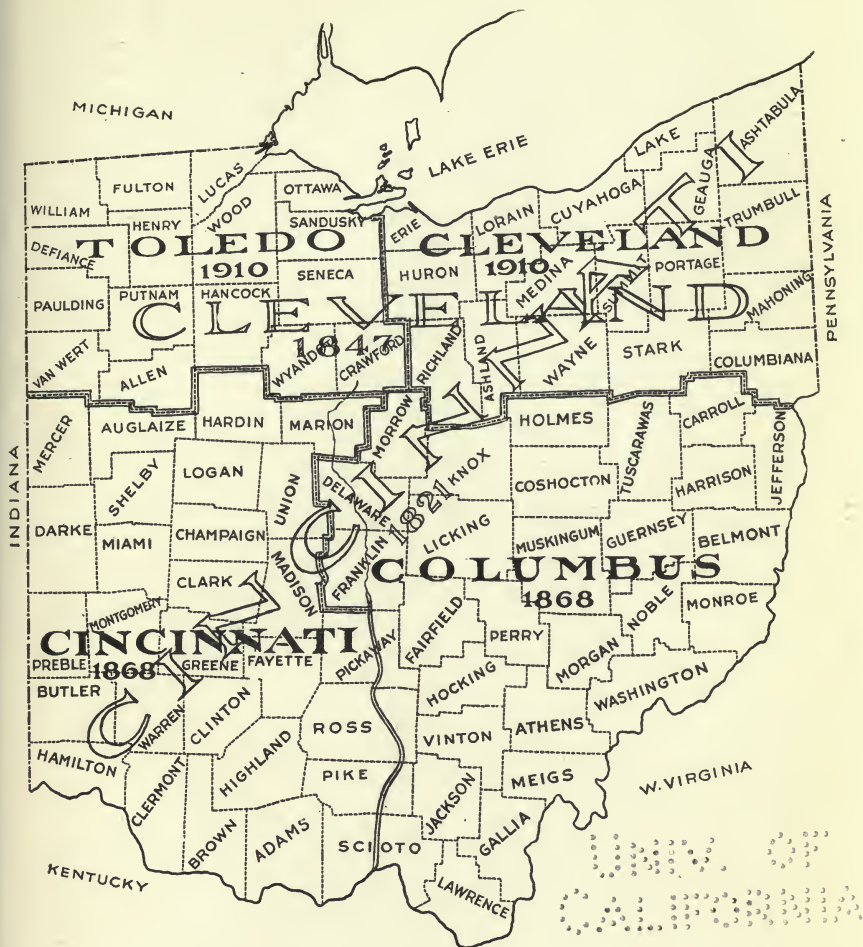 MICHIGAN
LAKE ERIE
PENNSYLVANIA
INDIANA
W. VIRGINIA
KENTUCKY
TOLEDO
1910
CLEVELAND
1910
CLEVELAND
1847
CINCINNATI
1821
COLUMBUS
1868
CINCINNATI
1868
WILLIAM
FULTON
LUCAS
OTTAWA
LAKE
GEAUGA
ASHTABULA
DEFIANCE
HENRY
WOOD
SANDUSKY
ERIE
LORAIN
CUYAHOGA
TRUMBULL
PAULDING
PUTNAM
HANCOCK
SENECA
HURON
MEDINA
SUMMIT
PORTAGE
MAHONING
VAN WERT
ALLEN
WYANDOT
CRAWFORD
RICHLAND
ASHLAND
WAYNE
STARK
COLUMBIANA
MERCER
AUGLAIZE
HARDIN
MARION
MORROW
HOLMES
TUSCARAWAS
CARROLL
JEFFERSON
SHELBY
LOGAN
UNION
DELAWARE
KNOX
COSHOCTON
HARRISON
DARKE
MIAMI
CHAMPAIGN
MADISON
FRANKLIN
LICKING
MUSKINGUM
GUERNSEY
BELMONT
CLARK
MONTGOMERY
PREBLE
GREENE
FAYETTE
PICKAWAY
FAIRFIELD
PERRY
MORGAN
NOBLE
MONROE
BUTLER
WARREN
CLINTON
ROSS
HOCKING
ATHENS
WASHINGTON
HAMILTON
CLERMONT
HIGHLAND
PIKE
VINTON
MEIGS
BROWN
ADAMS
SCIOTO
JACKSON
GALLIA
LAWRENCE
UNIV. OF
CALIFORNIA